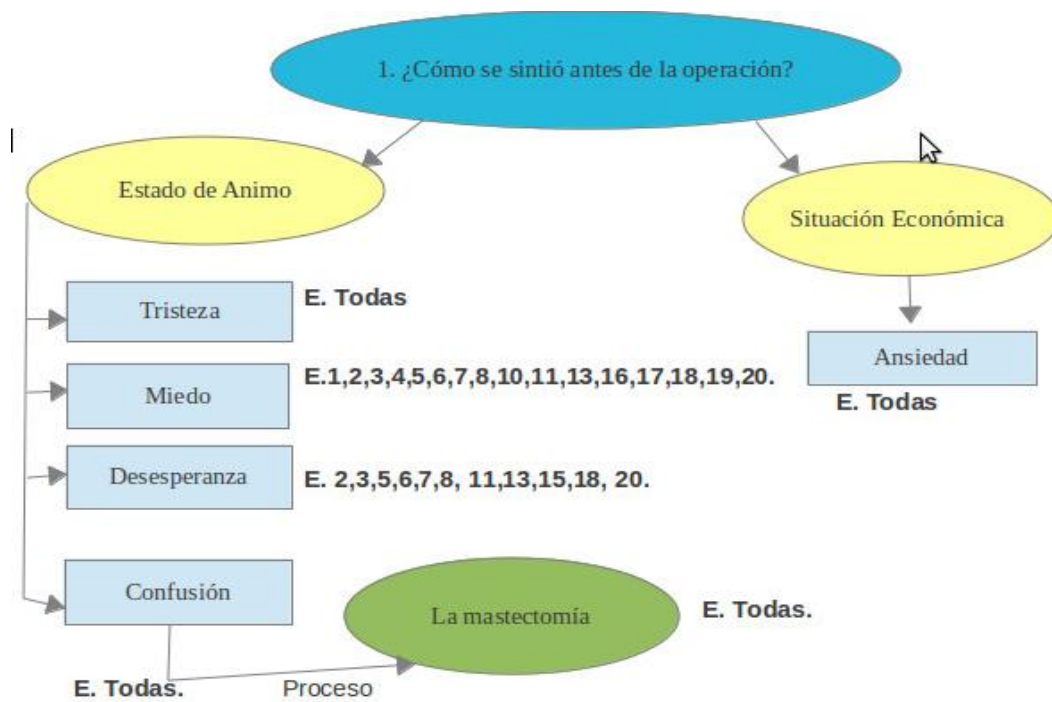 1. ¿Cómo se sintió antes de la operación?
Estado de Animo
Situación Económica
Tristeza
E. Todas
Miedo
E.1,2,3,4,5,6,7,8,10,11,13,16,17,18,19,20.
Ansiedad
E. Todas
Desesperanza
E. 2,3,5,6,7,8, 11,13,15,18, 20.
Confusión
La mastectomía
E. Todas.
E. Todas.
Proceso